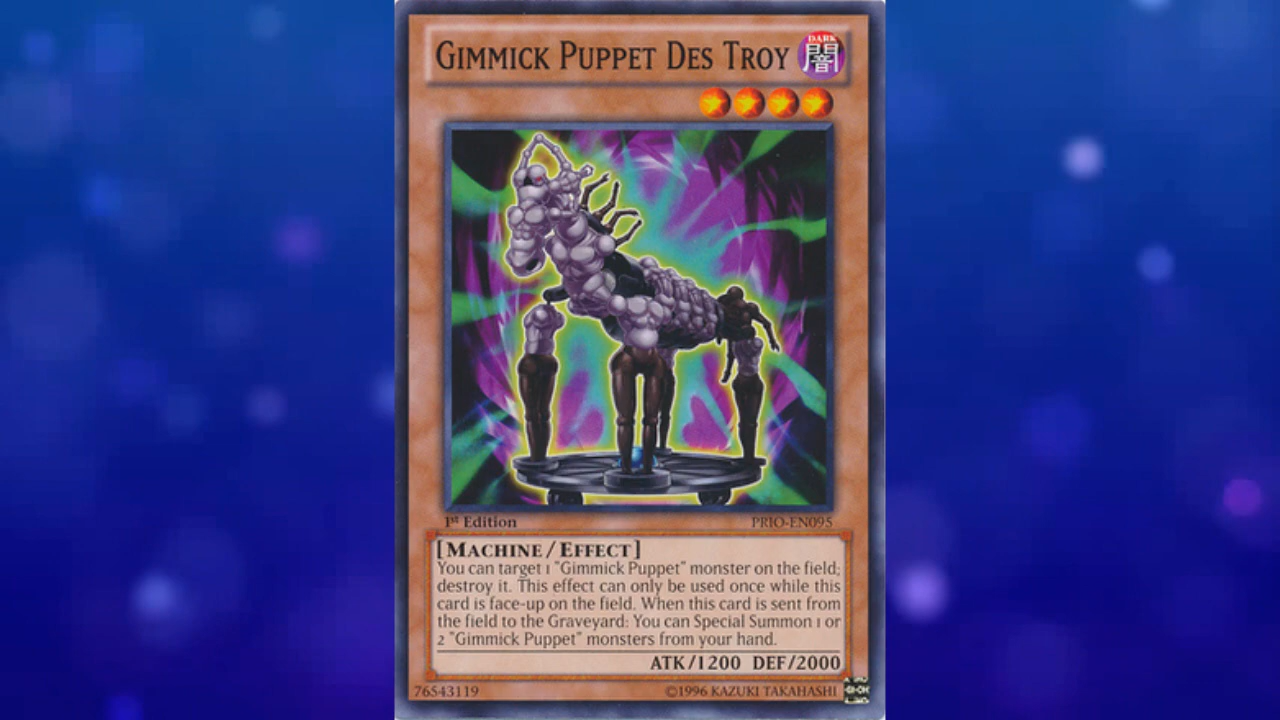 GIMMICK PUPPET DES TROY
DARK
闇
1st Edition
PRIO-EN095
[MACHINE/EFFECT]
You can target 1 "Gimmick Puppet" monster on the field;
destroy it. This effect can only be used once while this
card is face-up on the field. When this card is sent from
the field to the Graveyard: You can Special Summon 1 or
2 "Gimmick Puppet" monsters from your hand.
ATK/1200 DEF/2000
76543119
©1996 KAZUKI TAKAHASHI